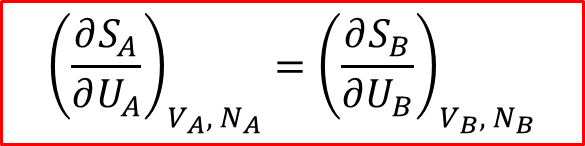 (∂S_A/∂U_A)_{V_A, N_A} = (∂S_B/∂U_B)_{V_B, N_B}